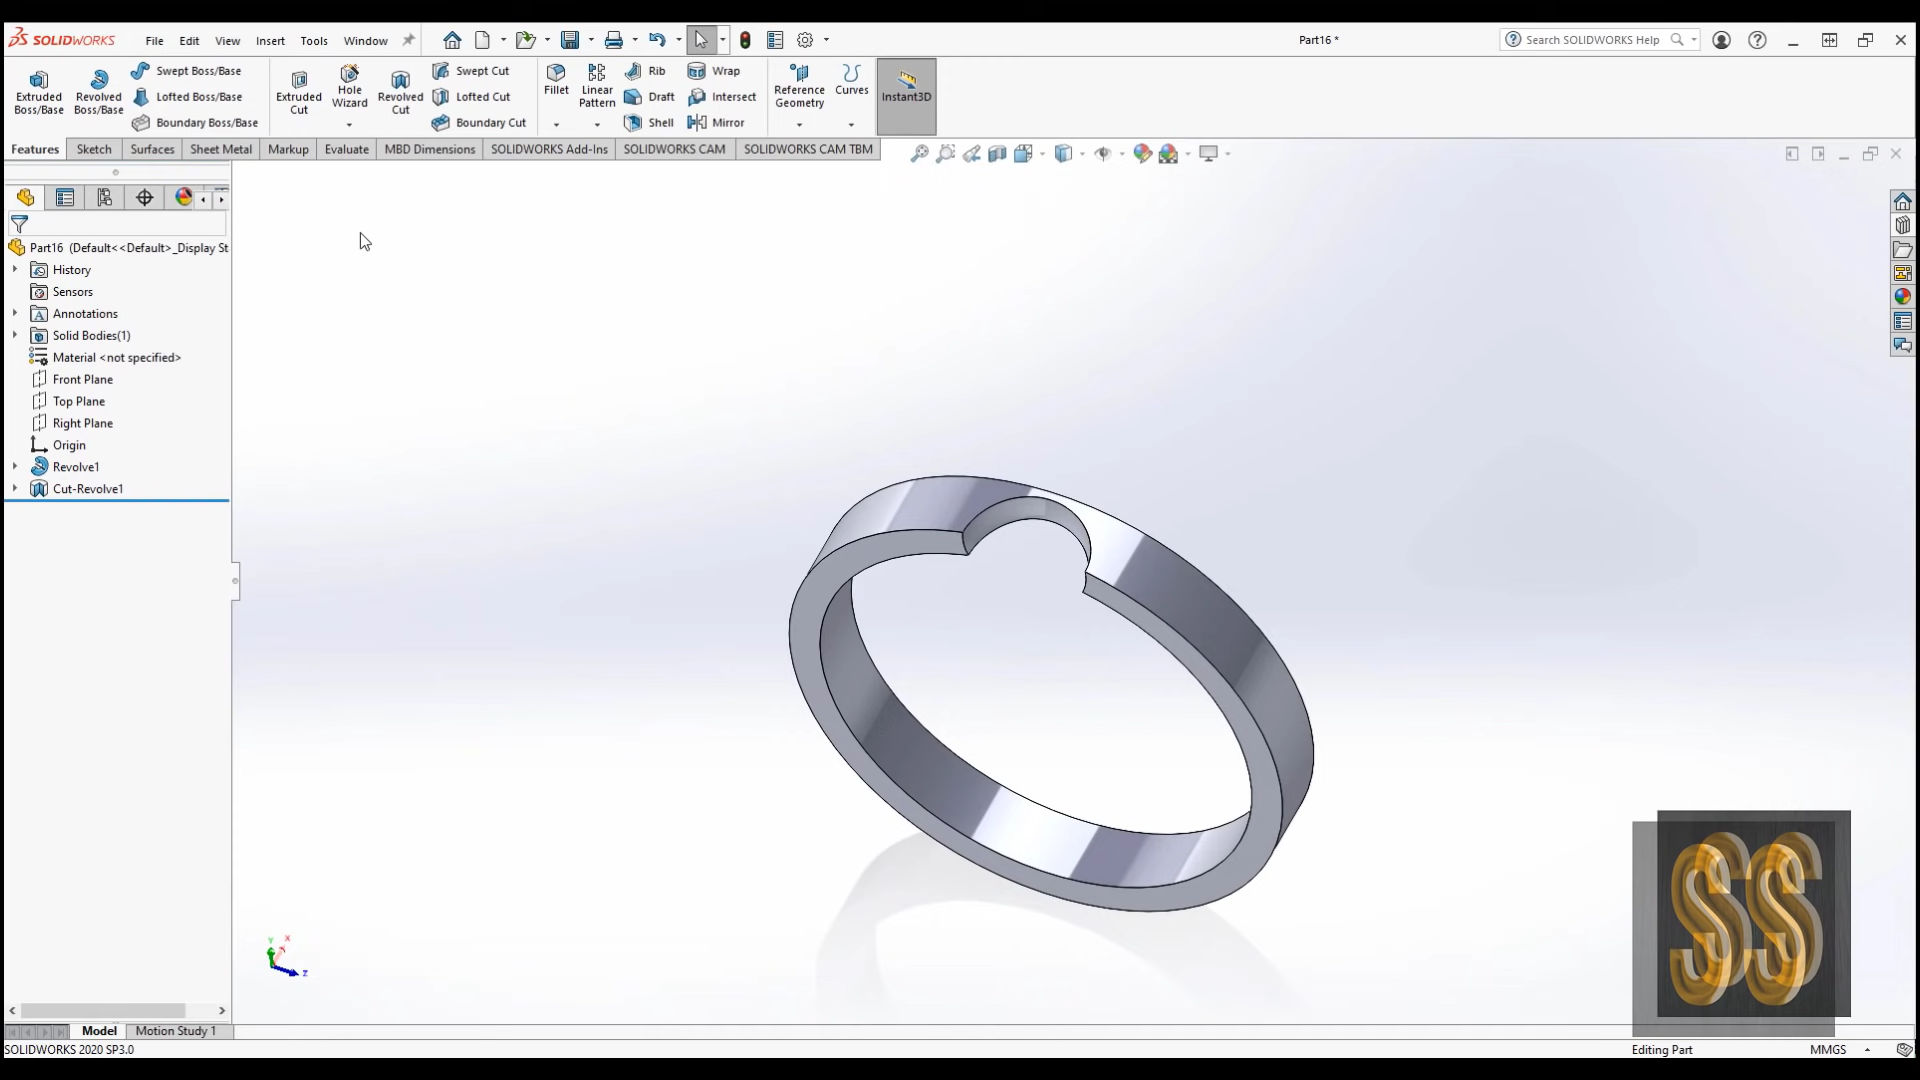 SOLIDWORKS File Edit View Insert Tools Window Part16 * Search SOLIDWORKS Help
Extruded Boss/Base
Revolved Boss/Base
Swept Boss/Base
Lofted Boss/Base
Boundary Boss/Base
Extruded Cut
Hole Wizard
Revolved Cut
Swept Cut
Lofted Cut
Boundary Cut
Fillet
Linear Pattern
Rib
Draft
Shell
Wrap
Intersect
Mirror
Reference Geometry
Curves
Instant3D
Features Sketch Surfaces Sheet Metal Markup Evaluate MBD Dimensions SOLIDWORKS Add-Ins SOLIDWORKS CAM SOLIDWORKS CAM TBM
Part16 (Default<<Default>_Display St
History
Sensors
Annotations
Solid Bodies(1)
Material <not specified>
Front Plane
Top Plane
Right Plane
Origin
Revolve1
Cut-Revolve1
Y X Z
SS
Model Motion Study 1
SOLIDWORKS 2020 SP3.0 Editing Part MMGS